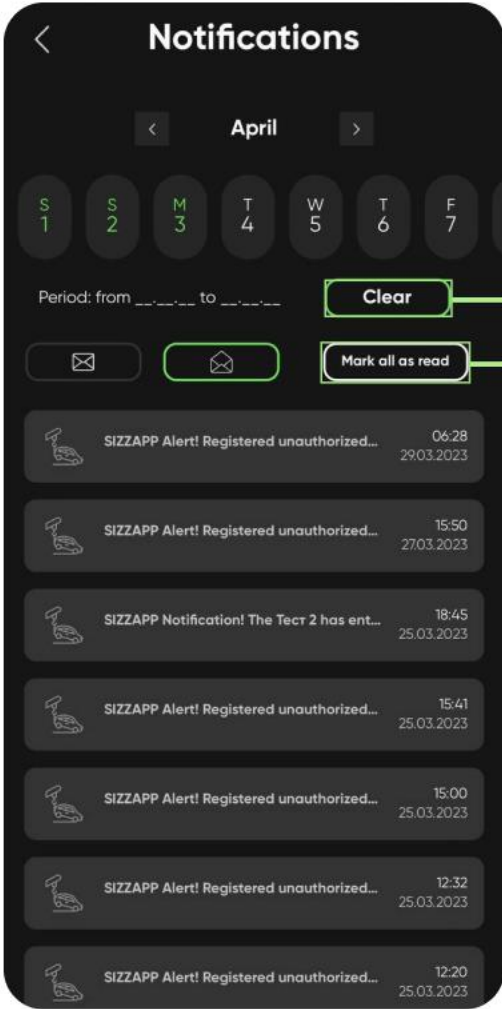 Notifications
April
S S M T W T F
1 2 3 4 5 6 7
Period: from __.__.__ to __.__.__ Clear
Mark all as read
SIZZAPP Alert! Registered unauthorized... 06:28
29.03.2023
SIZZAPP Alert! Registered unauthorized... 15:50
27.03.2023
SIZZAPP Notification! The Тест 2 has ent... 18:45
25.03.2023
SIZZAPP Alert! Registered unauthorized... 15:41
25.03.2023
SIZZAPP Alert! Registered unauthorized... 15:00
25.03.2023
SIZZAPP Alert! Registered unauthorized... 12:32
25.03.2023
SIZZAPP Alert! Registered unauthorized... 12:20
25.03.2023